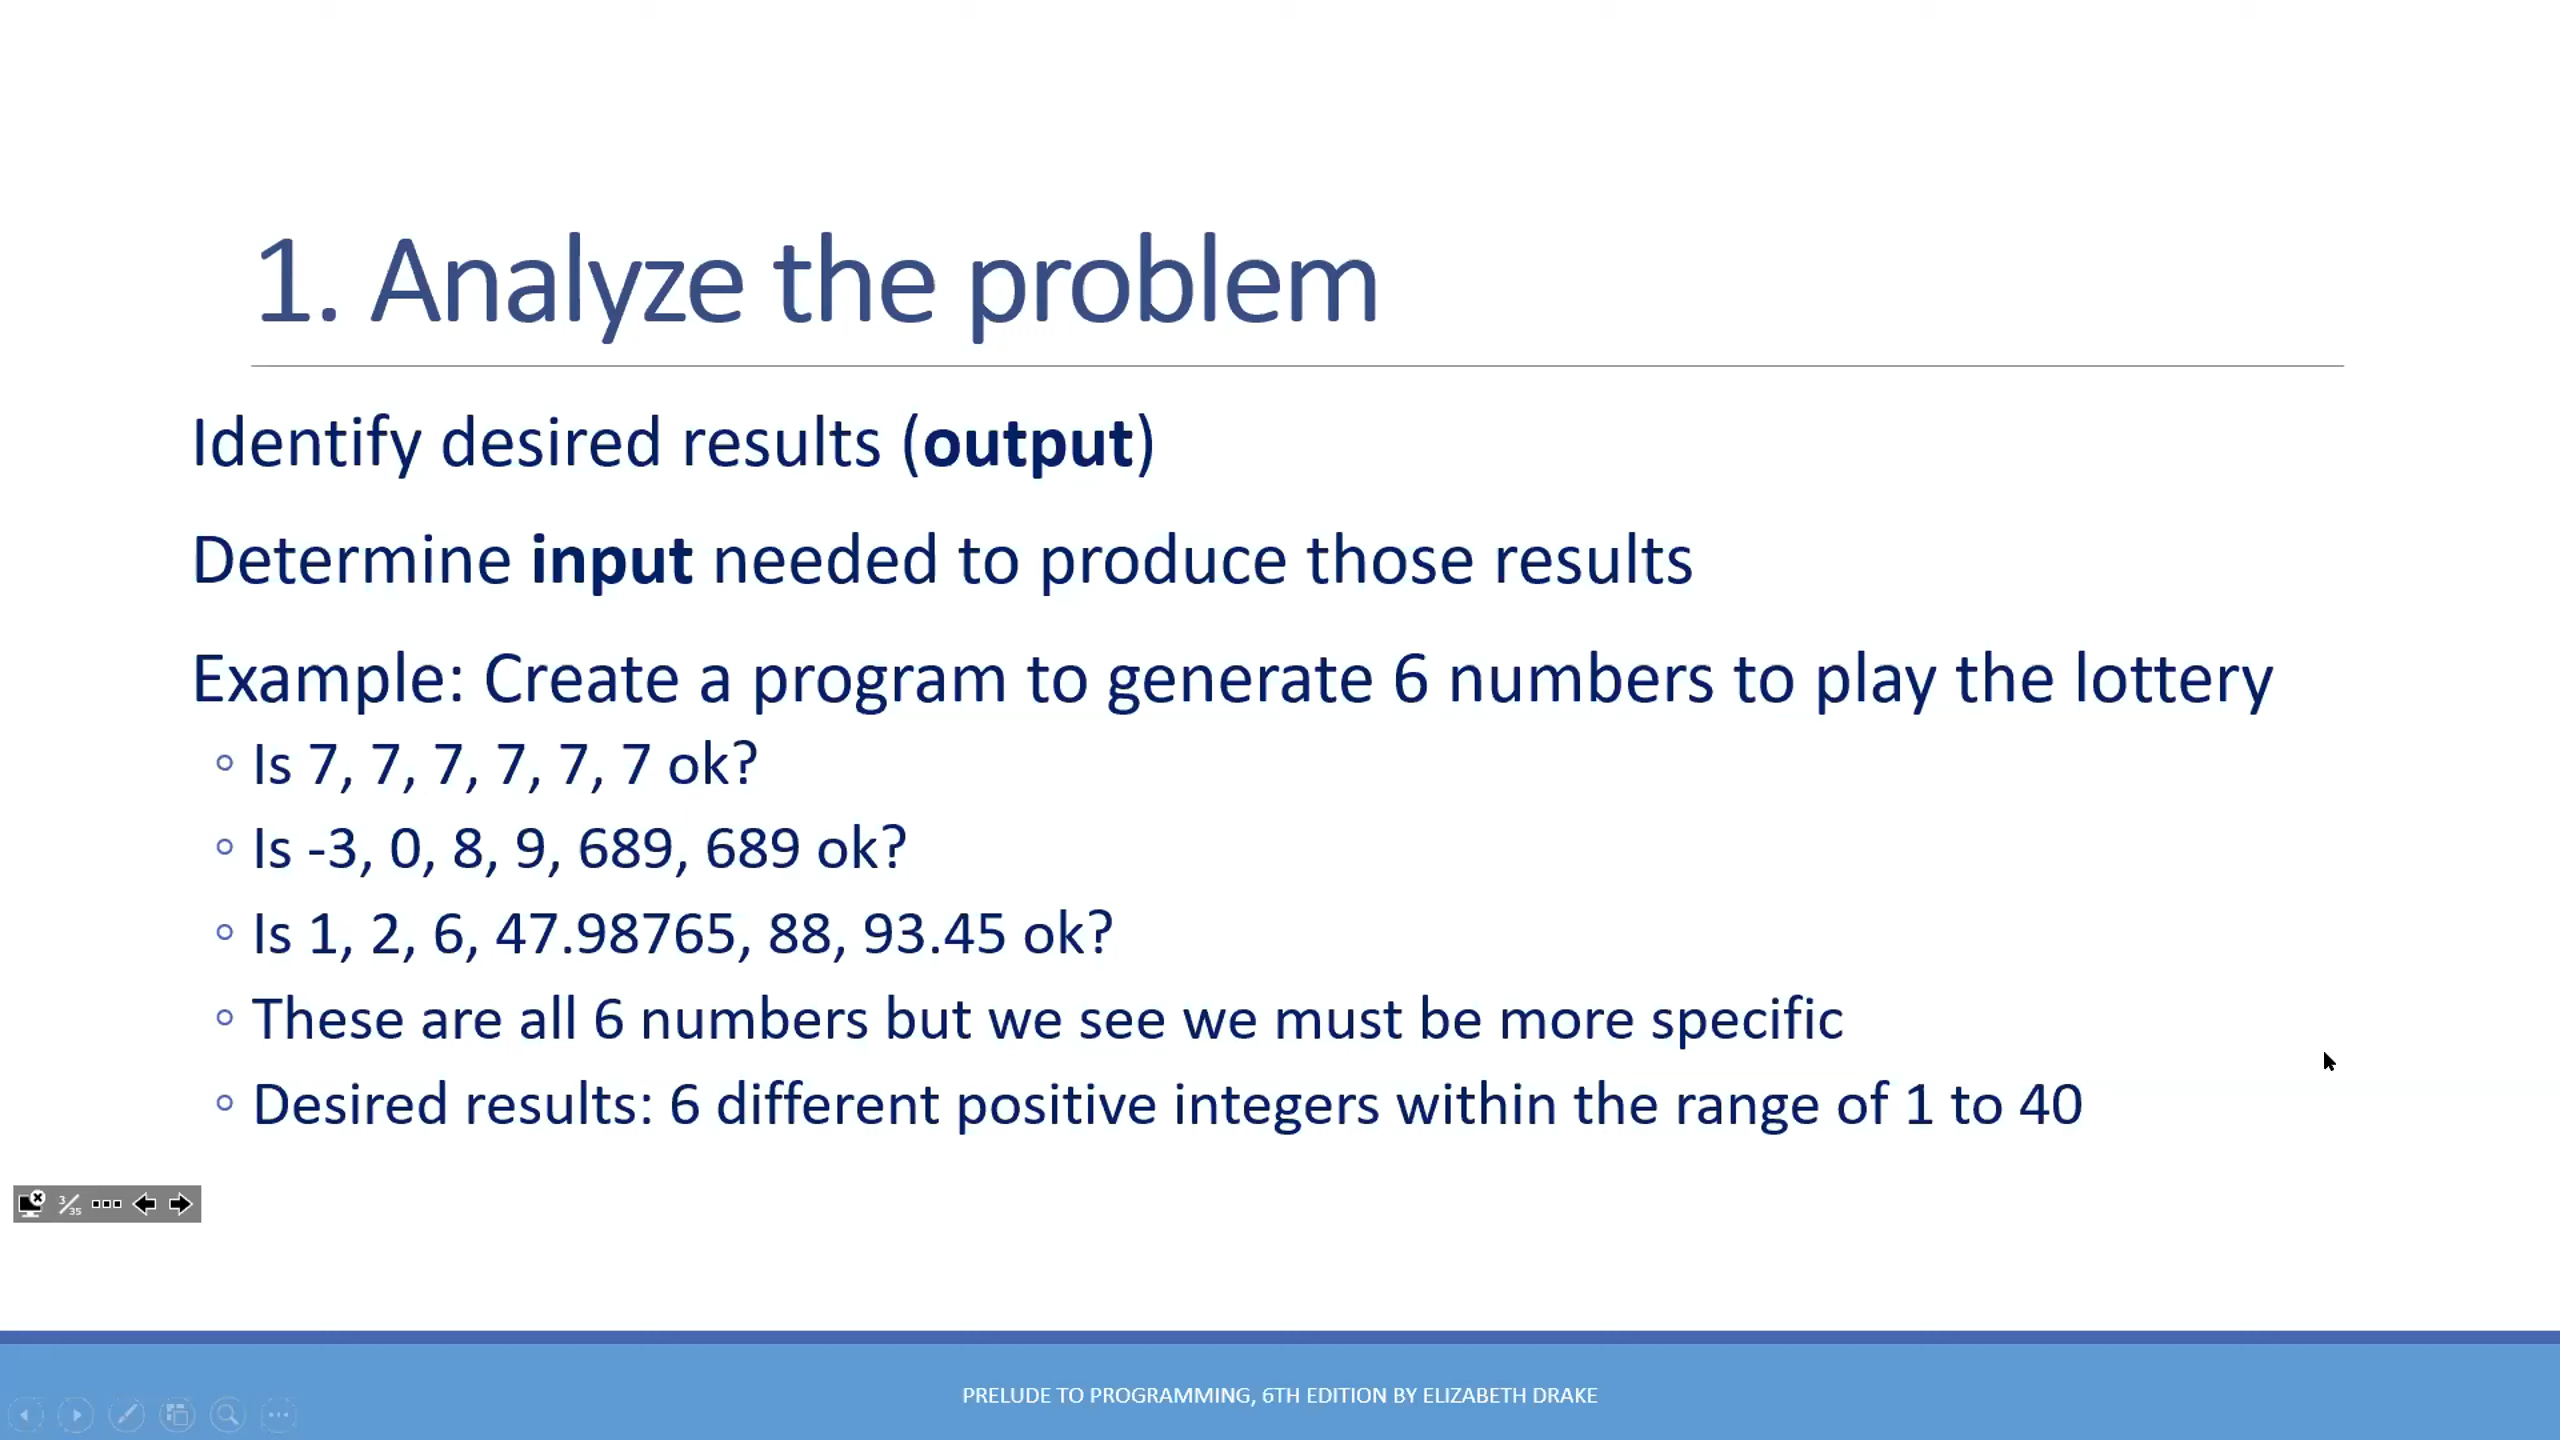 1. Analyze the problem
Identify desired results (output)
Determine input needed to produce those results
Example: Create a program to generate 6 numbers to play the lottery
◦ Is 7, 7, 7, 7, 7, 7 ok?
◦ Is -3, 0, 8, 9, 689, 689 ok?
◦ Is 1, 2, 6, 47.98765, 88, 93.45 ok?
◦ These are all 6 numbers but we see we must be more specific
◦ Desired results: 6 different positive integers within the range of 1 to 40
3/35
PRELUDE TO PROGRAMMING, 6TH EDITION BY ELIZABETH DRAKE